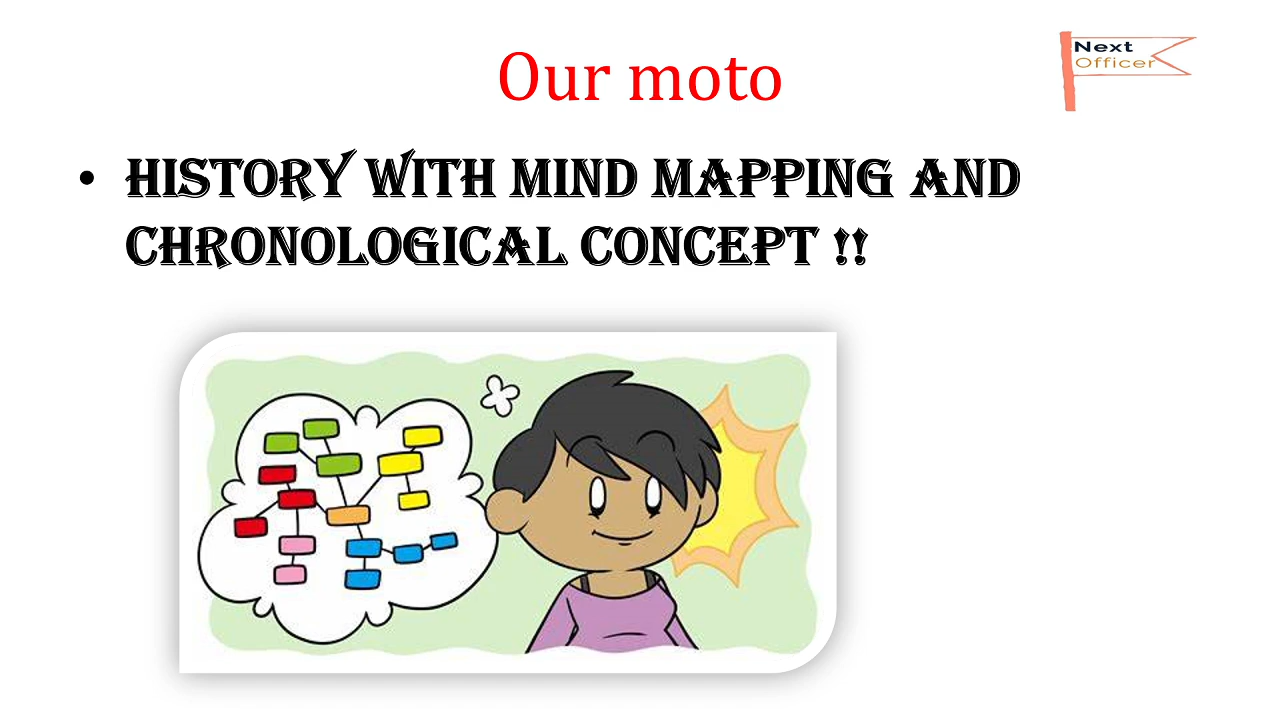 Our moto
Next
Officer
• HISTORY WITH MIND MAPPING AND
CHRONOLOGICAL CONCEPT !!